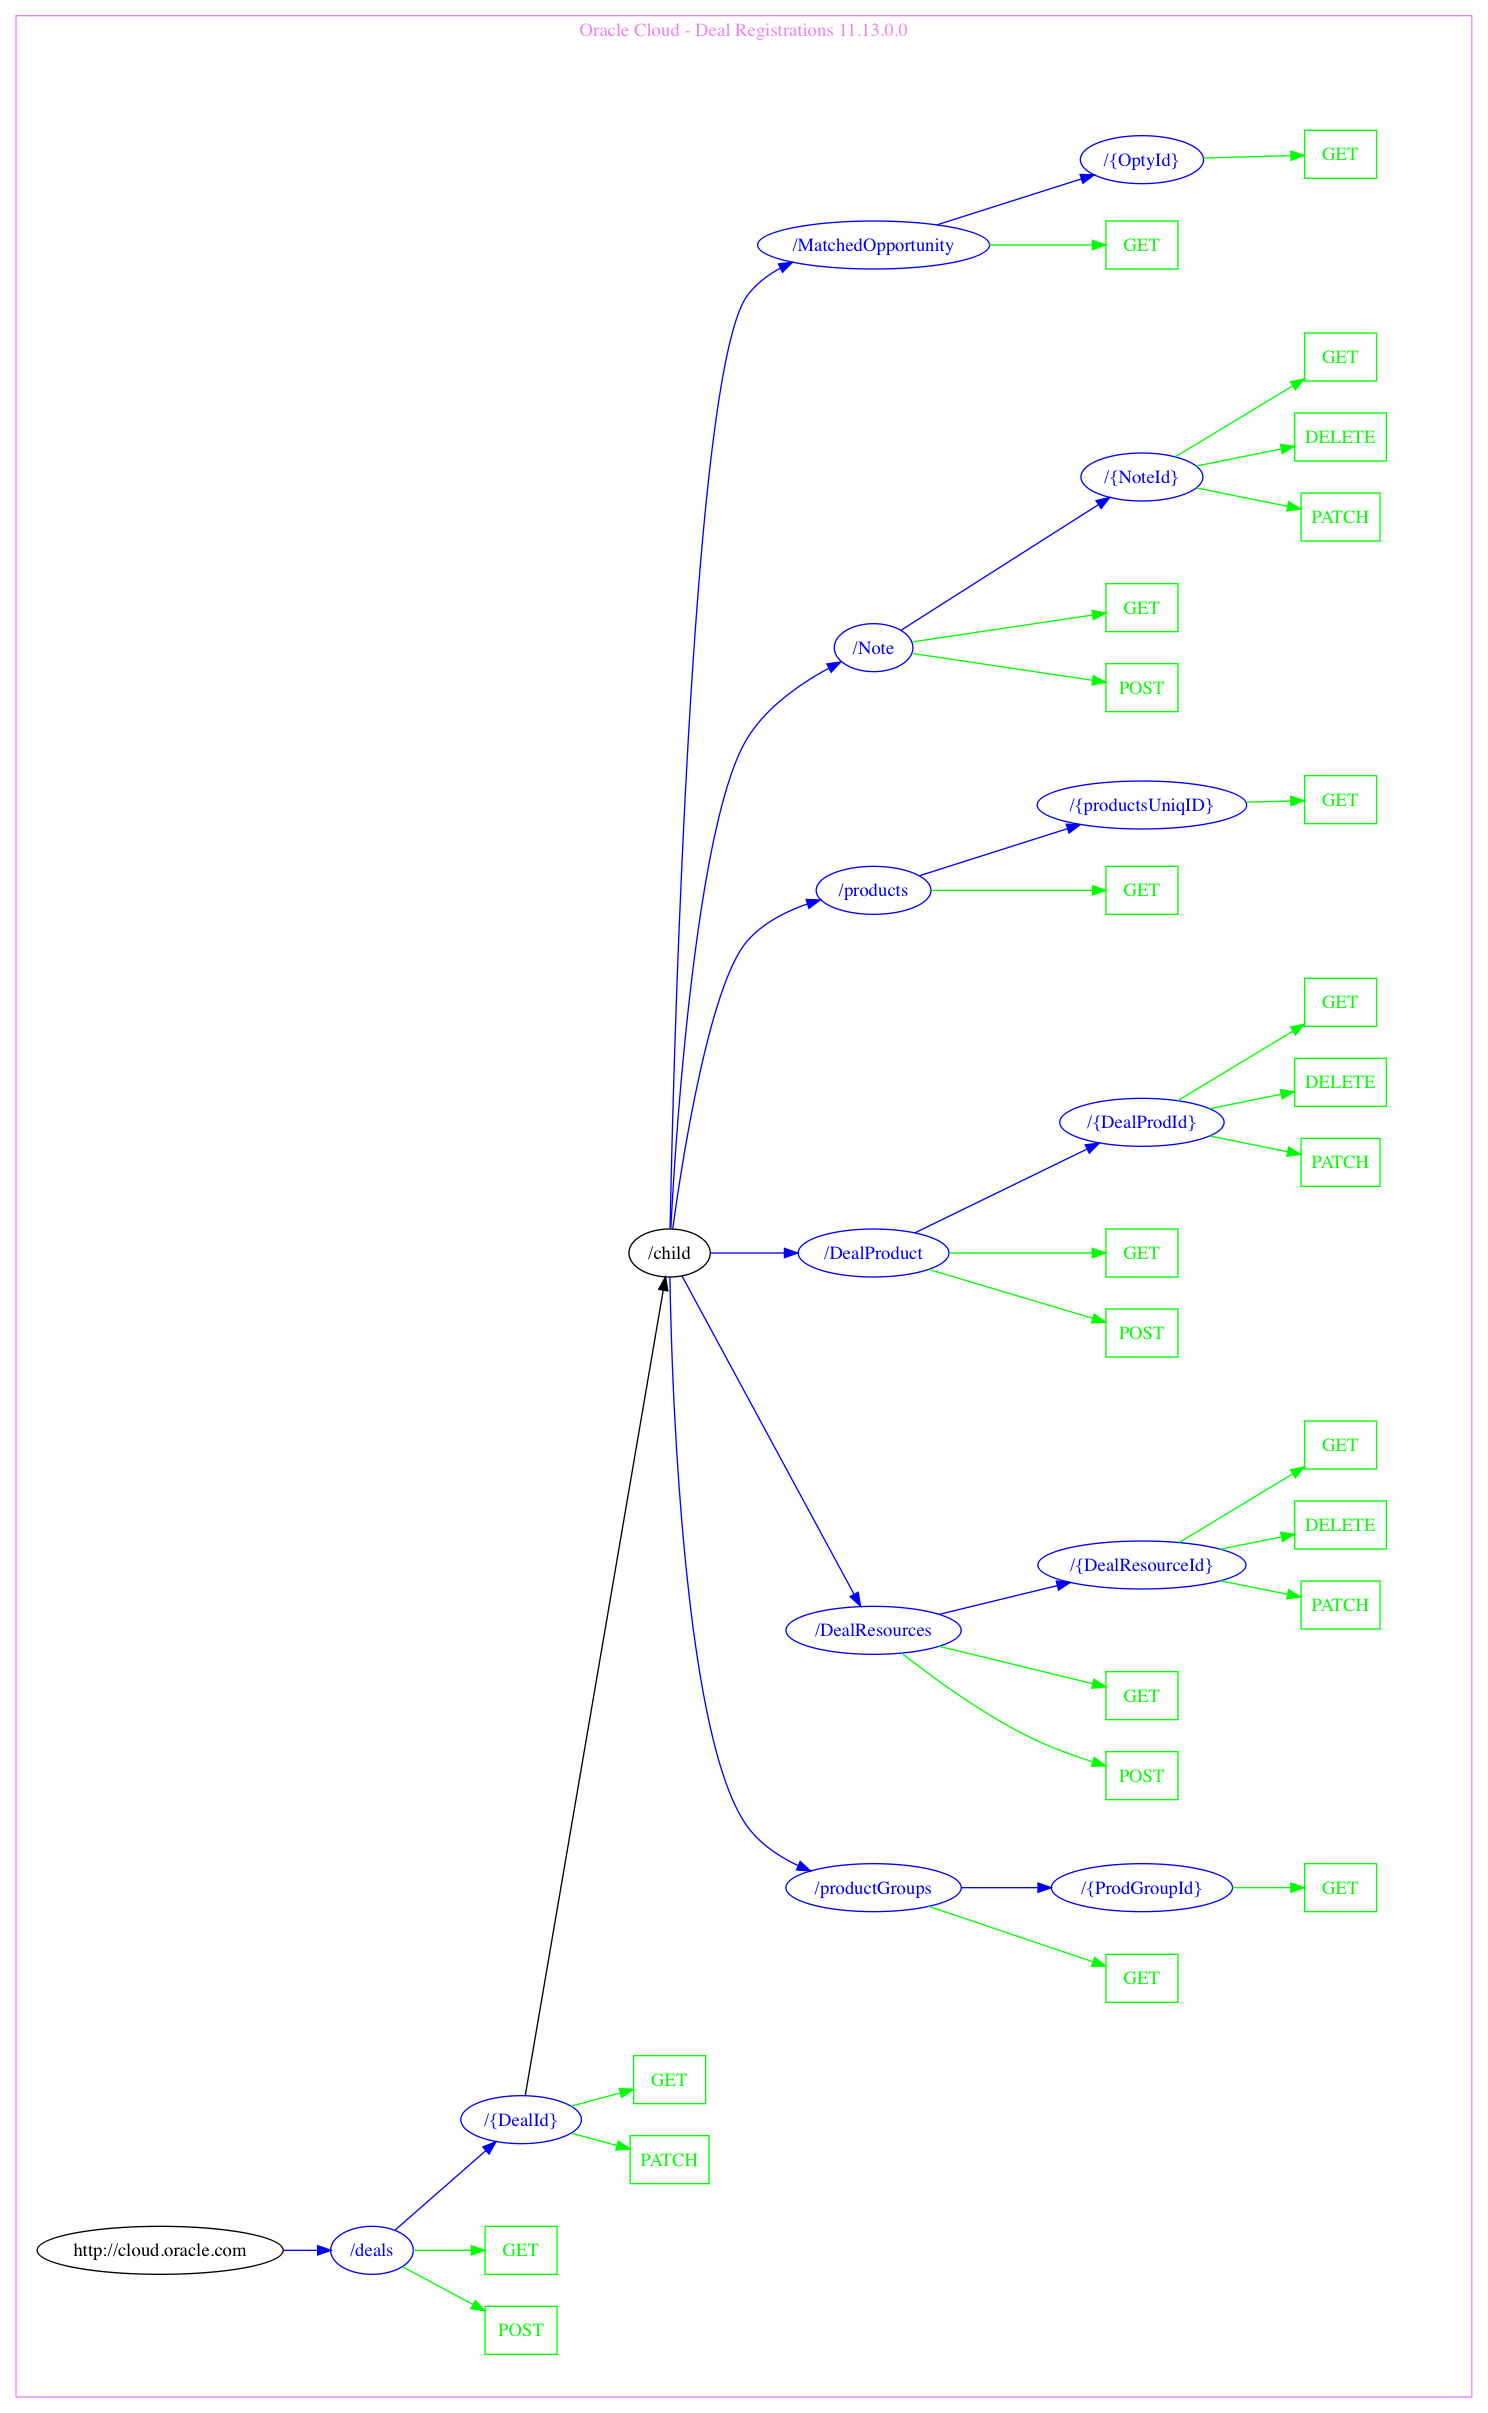 Oracle Cloud - Deal Registrations 11.13.0.0
/{OptyId}
GET
/MatchedOpportunity
GET
GET
DELETE
/{NoteId}
PATCH
GET
/Note
POST
/{productsUniqID}
GET
/products
GET
GET
DELETE
/{DealProdId}
PATCH
/child
/DealProduct
GET
POST
GET
DELETE
/{DealResourceId}
PATCH
/DealResources
GET
POST
/productGroups
/{ProdGroupId}
GET
GET
GET
/{DealId}
PATCH
http://cloud.oracle.com
/deals
GET
POST